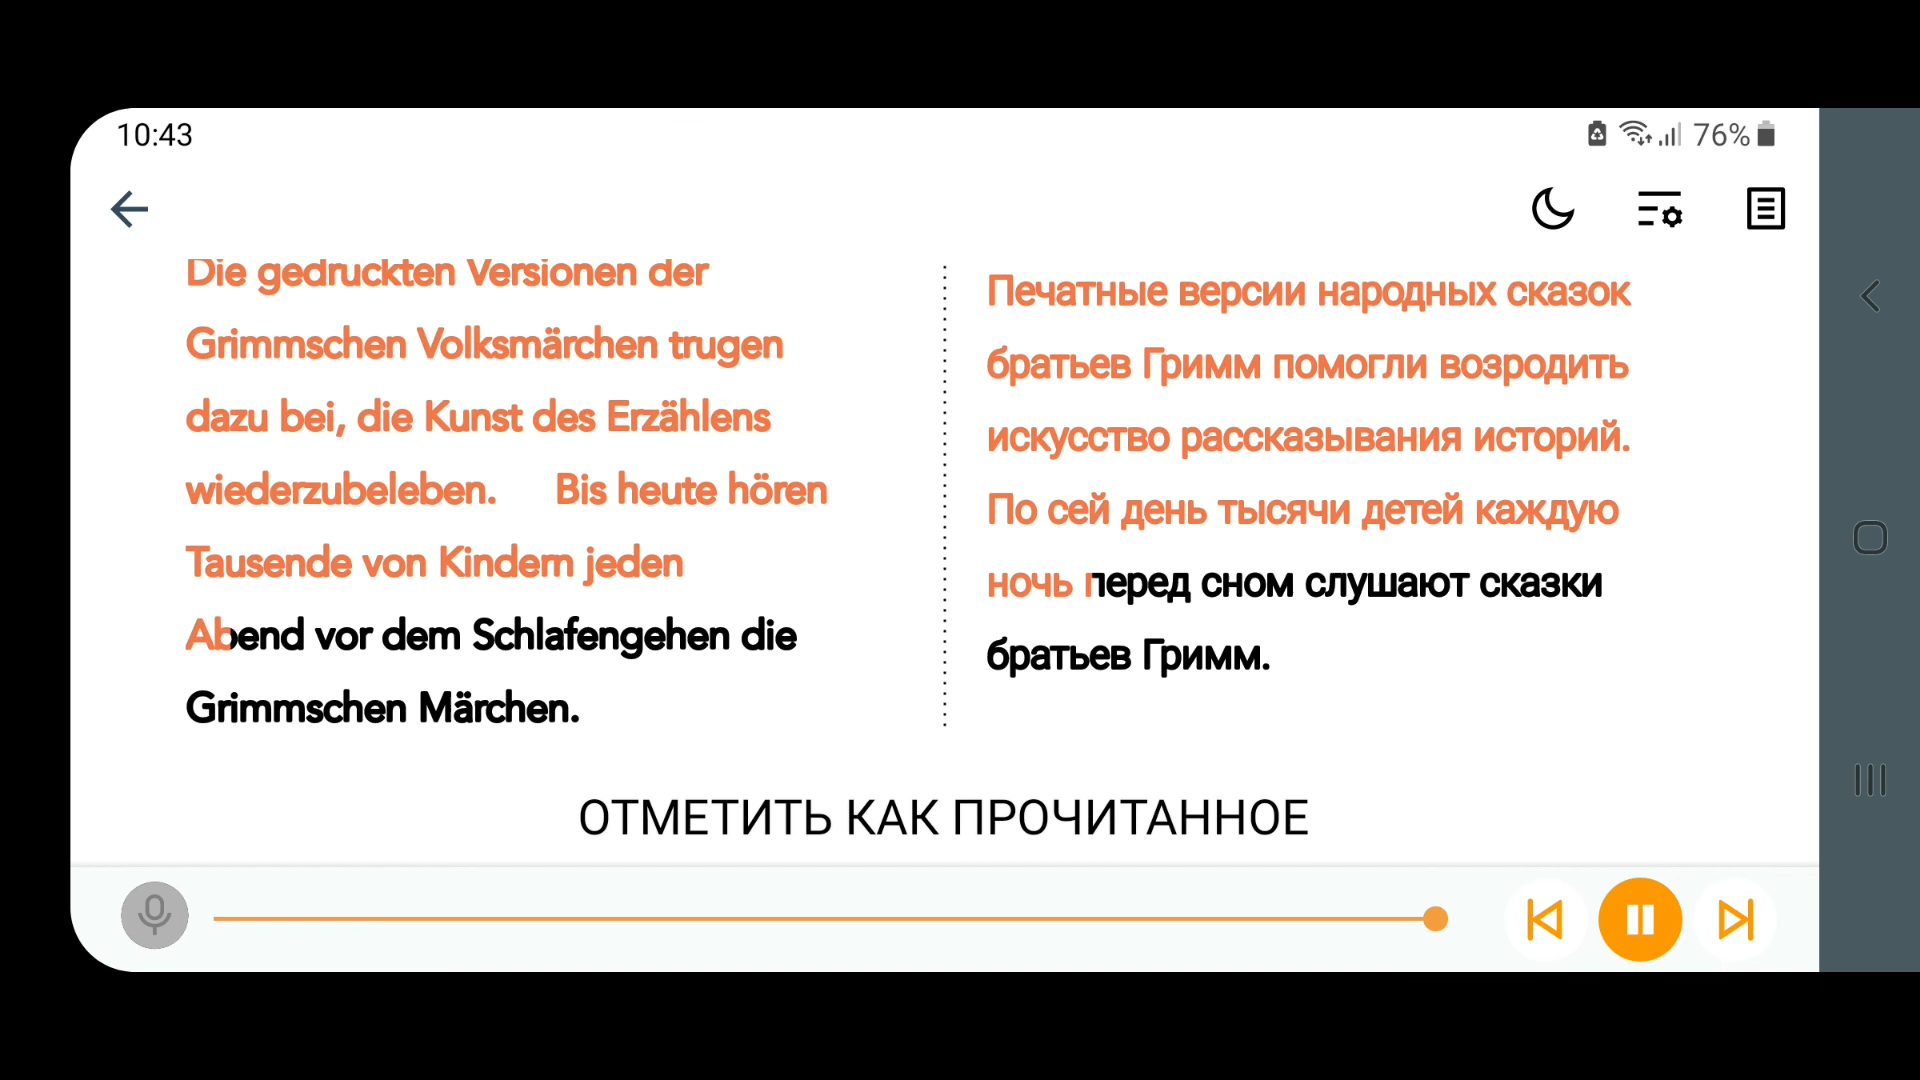 10:43
76%
Die gedruckten Versionen der
Grimmschen Volksmärchen trugen
dazu bei, die Kunst des Erzählens
wiederzubeleben. Bis heute hören
Tausende von Kindern jeden
Abend vor dem Schlafengehen die
Grimmschen Märchen.
Печатные версии народных сказок
братьев Гримм помогли возродить
искусство рассказывания историй.
По сей день тысячи детей каждую
ночь перед сном слушают сказки
братьев Гримм.
ОТМЕТИТЬ КАК ПРОЧИТАННОЕ